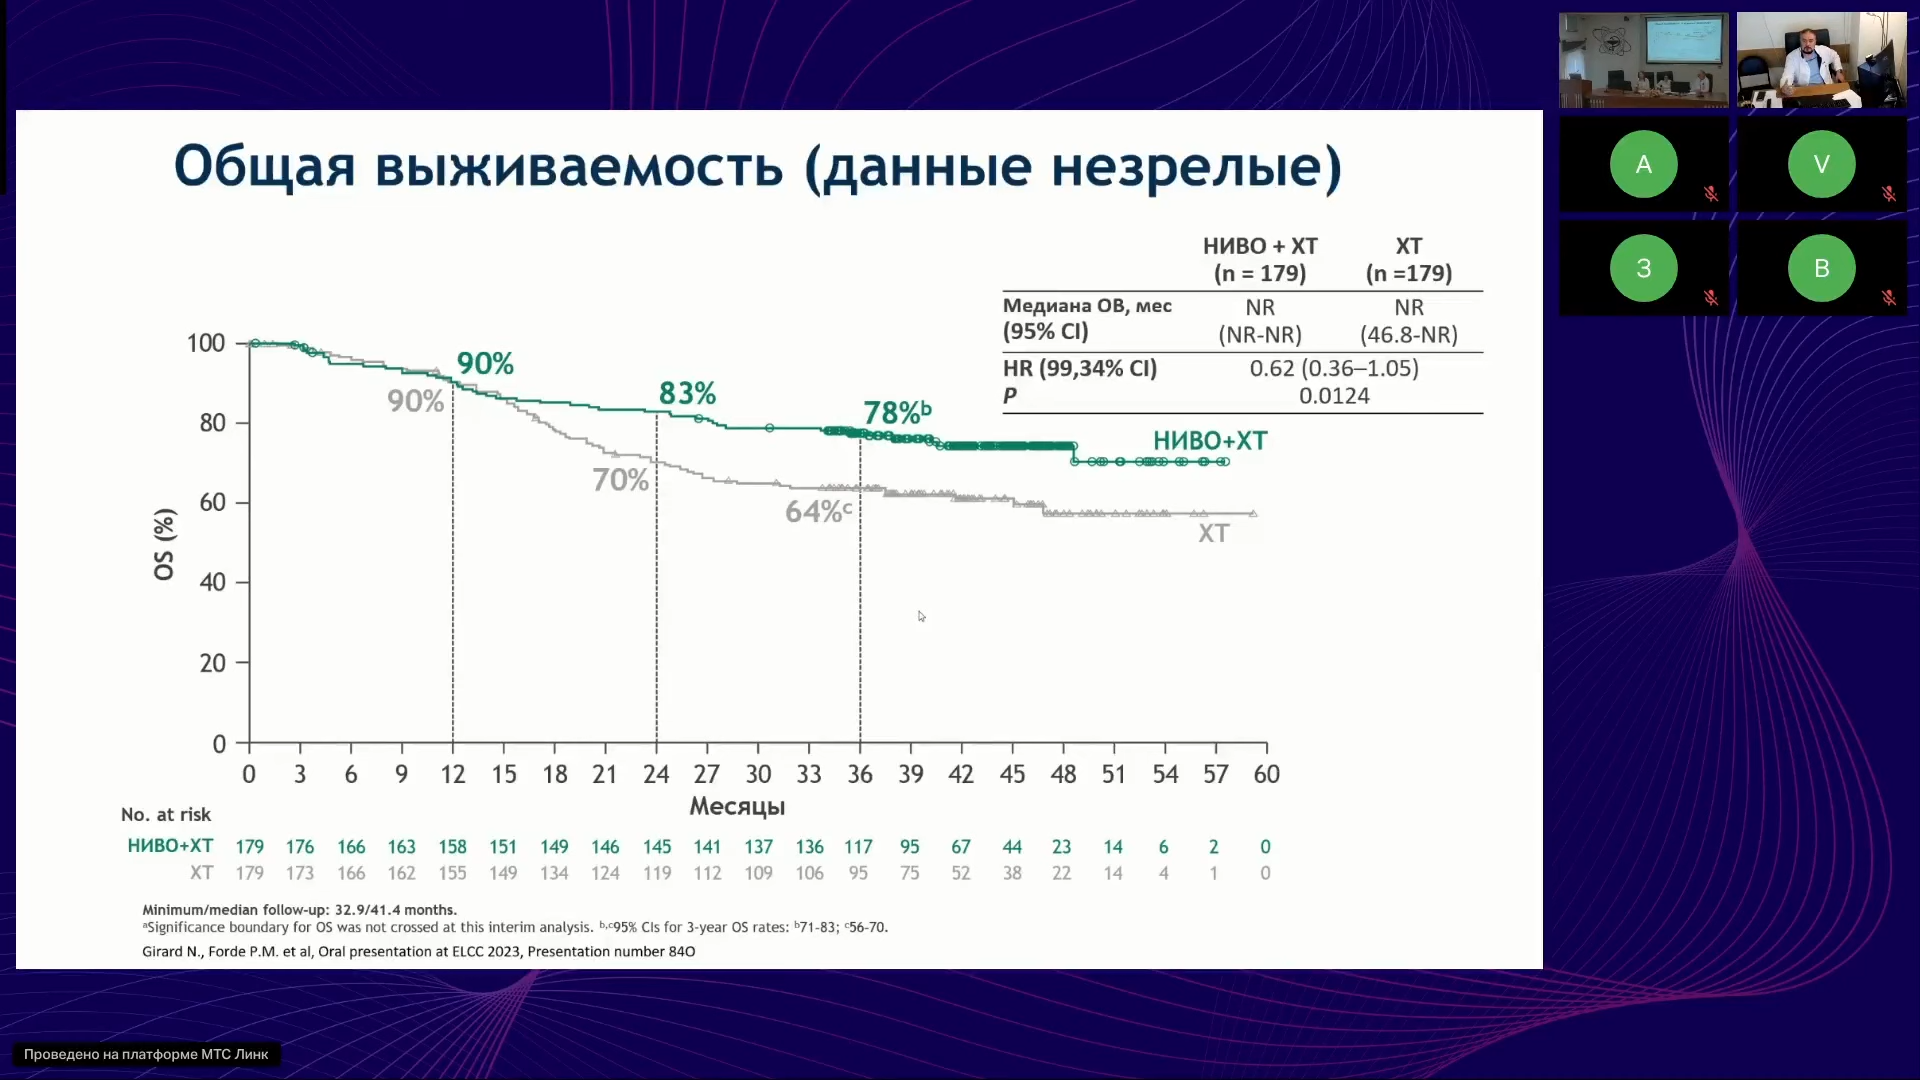 Общая выживаемость (данные незрелые)
НИВО + ХТ ХТ
(n = 179) (n =179)
Медиана ОВ, мес NR NR
(95% CI) (NR-NR) (46.8-NR)
HR (99,34% CI) 0.62 (0.36–1.05)
P 0.0124
100
80
60
40
20
0
OS (%)
90%
90%
83%
70%
78%ᵇ
64%ᶜ
НИВО+ХТ
ХТ
0 3 6 9 12 15 18 21 24 27 30 33 36 39 42 45 48 51 54 57 60
Месяцы
No. at risk
НИВО+ХТ 179 176 166 163 158 151 149 146 145 141 137 136 117 95 67 44 23 14 6 2 0
ХТ 179 173 166 162 155 149 134 124 119 112 109 106 95 75 52 38 22 14 4 1 0
Minimum/median follow-up: 32.9/41.4 months.
ᵃSignificance boundary for OS was not crossed at this interim analysis. ᵇ,ᶜ95% CIs for 3-year OS rates: ᵇ71-83; ᶜ56-70.
Girard N., Forde P.M. et al, Oral presentation at ELCC 2023, Presentation number 84O
A V
З В
Проведено на платформе МТС Линк